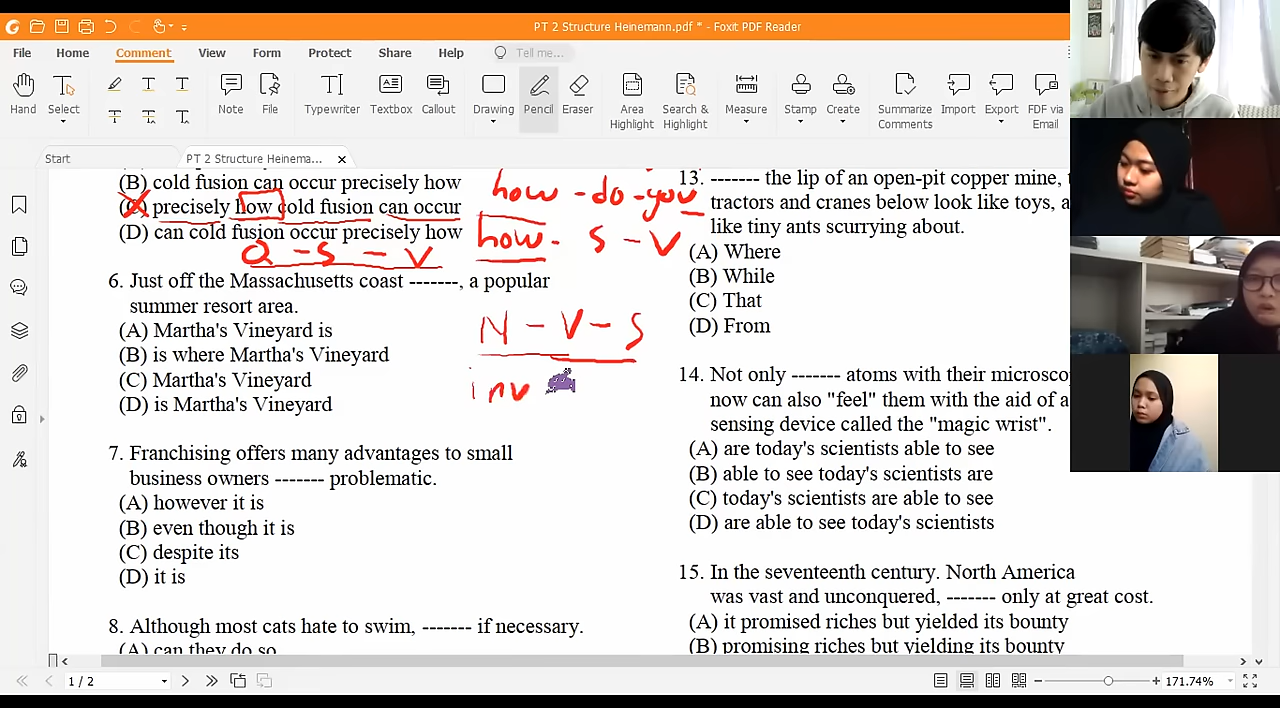 PT 2 Structure Heinemann.pdf * - Foxit PDF Reader
File Home Comment View Form Protect Share Help Tell me...
Hand Select Note File Typewriter Textbox Callout Drawing Pencil Eraser Area Highlight Search & Highlight Measure Stamp Create Summarize Comments Import Export FDF via Email
Start PT 2 Structure Heinema...
(B) cold fusion can occur precisely how
(C) precisely how cold fusion can occur
(D) can cold fusion occur precisely how
how - do - you
how - S - V
Q - S - V
6. Just off the Massachusetts coast -------, a popular
summer resort area.
(A) Martha's Vineyard is
(B) is where Martha's Vineyard
(C) Martha's Vineyard
(D) is Martha's Vineyard
N - V - S
inv
7. Franchising offers many advantages to small
business owners ------- problematic.
(A) however it is
(B) even though it is
(C) despite its
(D) it is
8. Although most cats hate to swim, ------- if necessary.
(A) can they do so
13. ------- the lip of an open-pit copper mine,
tractors and cranes below look like toys,
like tiny ants scurrying about.
(A) Where
(B) While
(C) That
(D) From
14. Not only ------- atoms with their
now can also "feel" them with the aid of a
sensing device called the "magic wrist".
(A) are today's scientists able to see
(B) able to see today's scientists are
(C) today's scientists are able to see
(D) are able to see today's scientists
15. In the seventeenth century. North America
was vast and unconquered, ------- only at great cost.
(A) it promised riches but yielded its bounty
(B) promising riches but yielding its bounty
1 / 2
171.74%